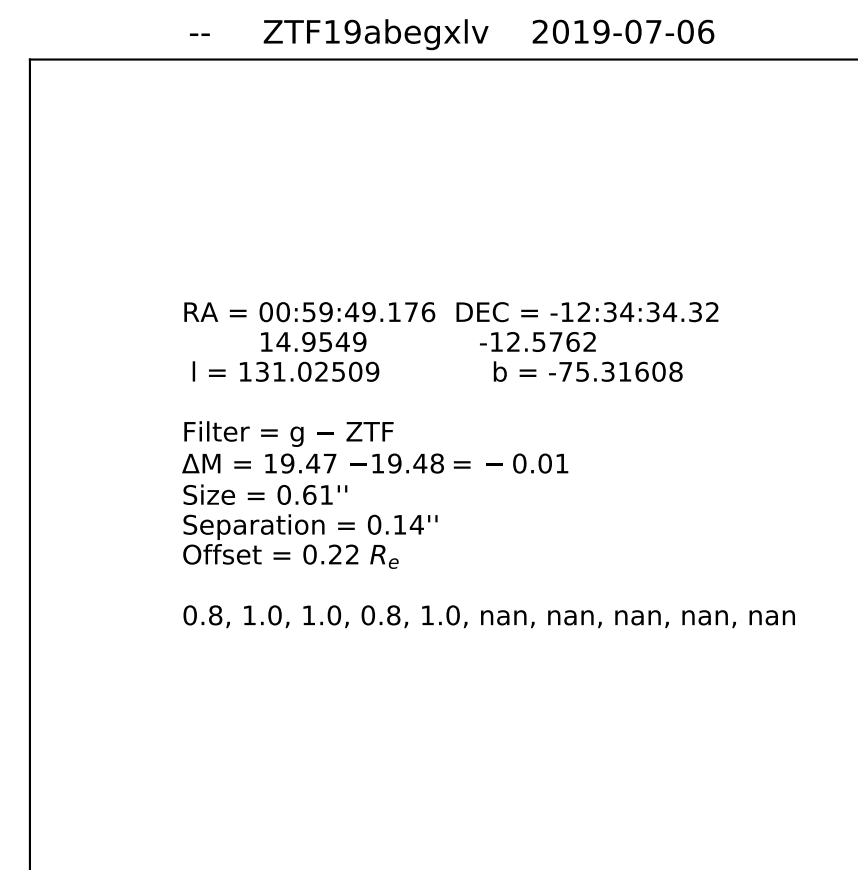 --   ZTF19abegxlv   2019-07-06
RA = 00:59:49.176  DEC = -12:34:34.32
14.9549   -12.5762
l = 131.02509   b = -75.31608
Filter = g − ZTF
ΔM = 19.47 −19.48 = − 0.01
Size = 0.61''
Separation = 0.14''
Offset = 0.22 Rₑ
0.8, 1.0, 1.0, 0.8, 1.0, nan, nan, nan, nan, nan